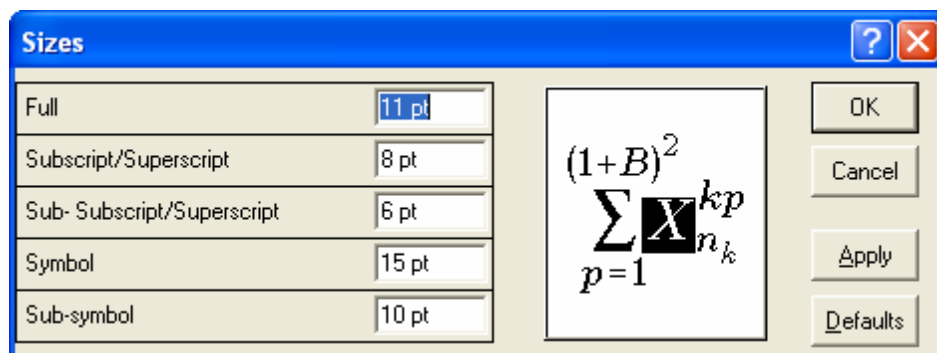 Sizes
Full 11 pt OK
Subscript/Superscript 8 pt Cancel
Sub- Subscript/Superscript 6 pt
Symbol 15 pt Apply
Sub-symbol 10 pt Defaults
(1+B)²
∑ X kp
n k
p=1